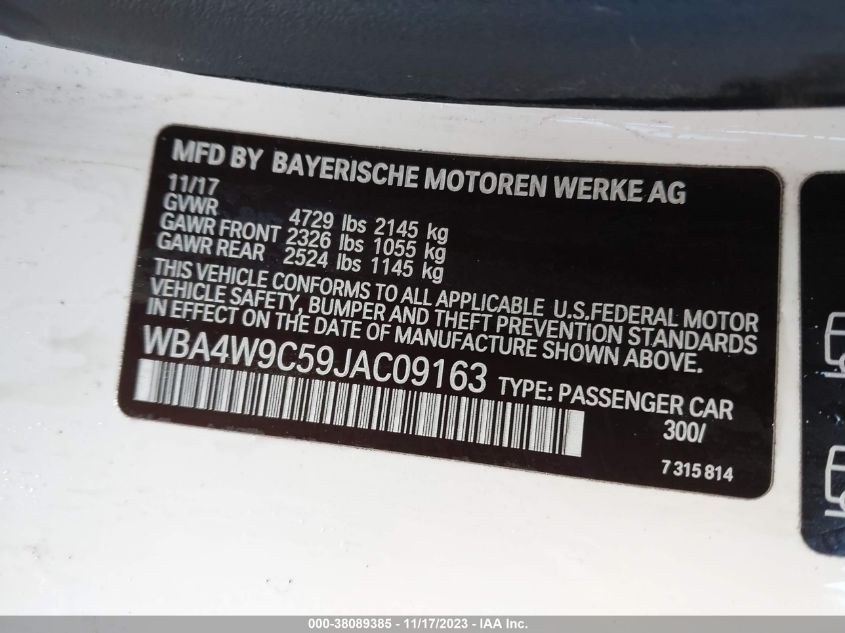 MFD BY BAYERISCHE MOTOREN WERKE AG
11/17
GVWR 4729 lbs 2145 kg
GAWR FRONT 2326 lbs 1055 kg
GAWR REAR 2524 lbs 1145 kg
THIS VEHICLE CONFORMS TO ALL APPLICABLE U.S.FEDERAL MOTOR
VEHICLE SAFETY, BUMPER AND THEFT PREVENTION STANDARDS
IN EFFECT ON THE DATE OF MANUFACTURE SHOWN ABOVE.
WBA4W9C59JAC09163 TYPE: PASSENGER CAR
300/
7 315 814
000-38089385 - 11/17/2023 - IAAI.COM